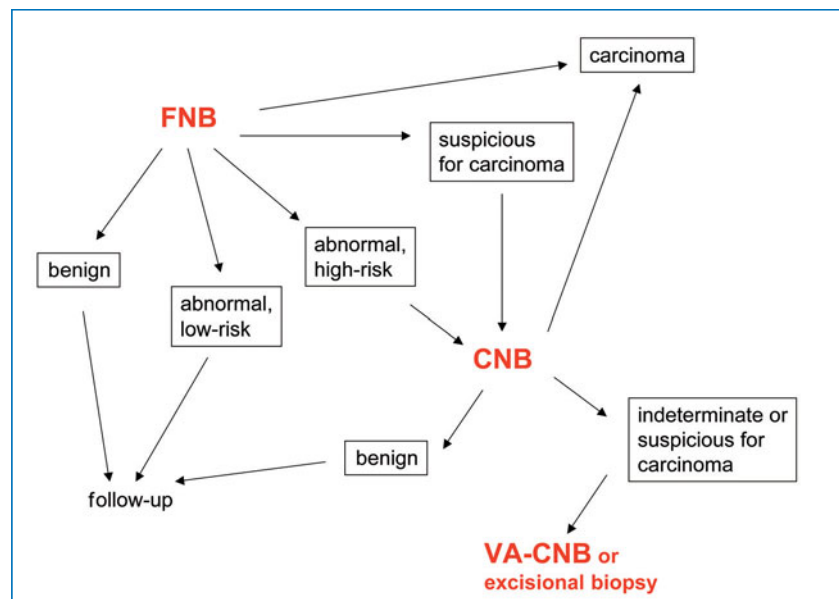 carcinoma
FNB
suspicious
for carcinoma
benign
abnormal,
high-risk
abnormal,
low-risk
CNB
indeterminate or
suspicious for
carcinoma
benign
follow-up
VA-CNB or
excisional biopsy